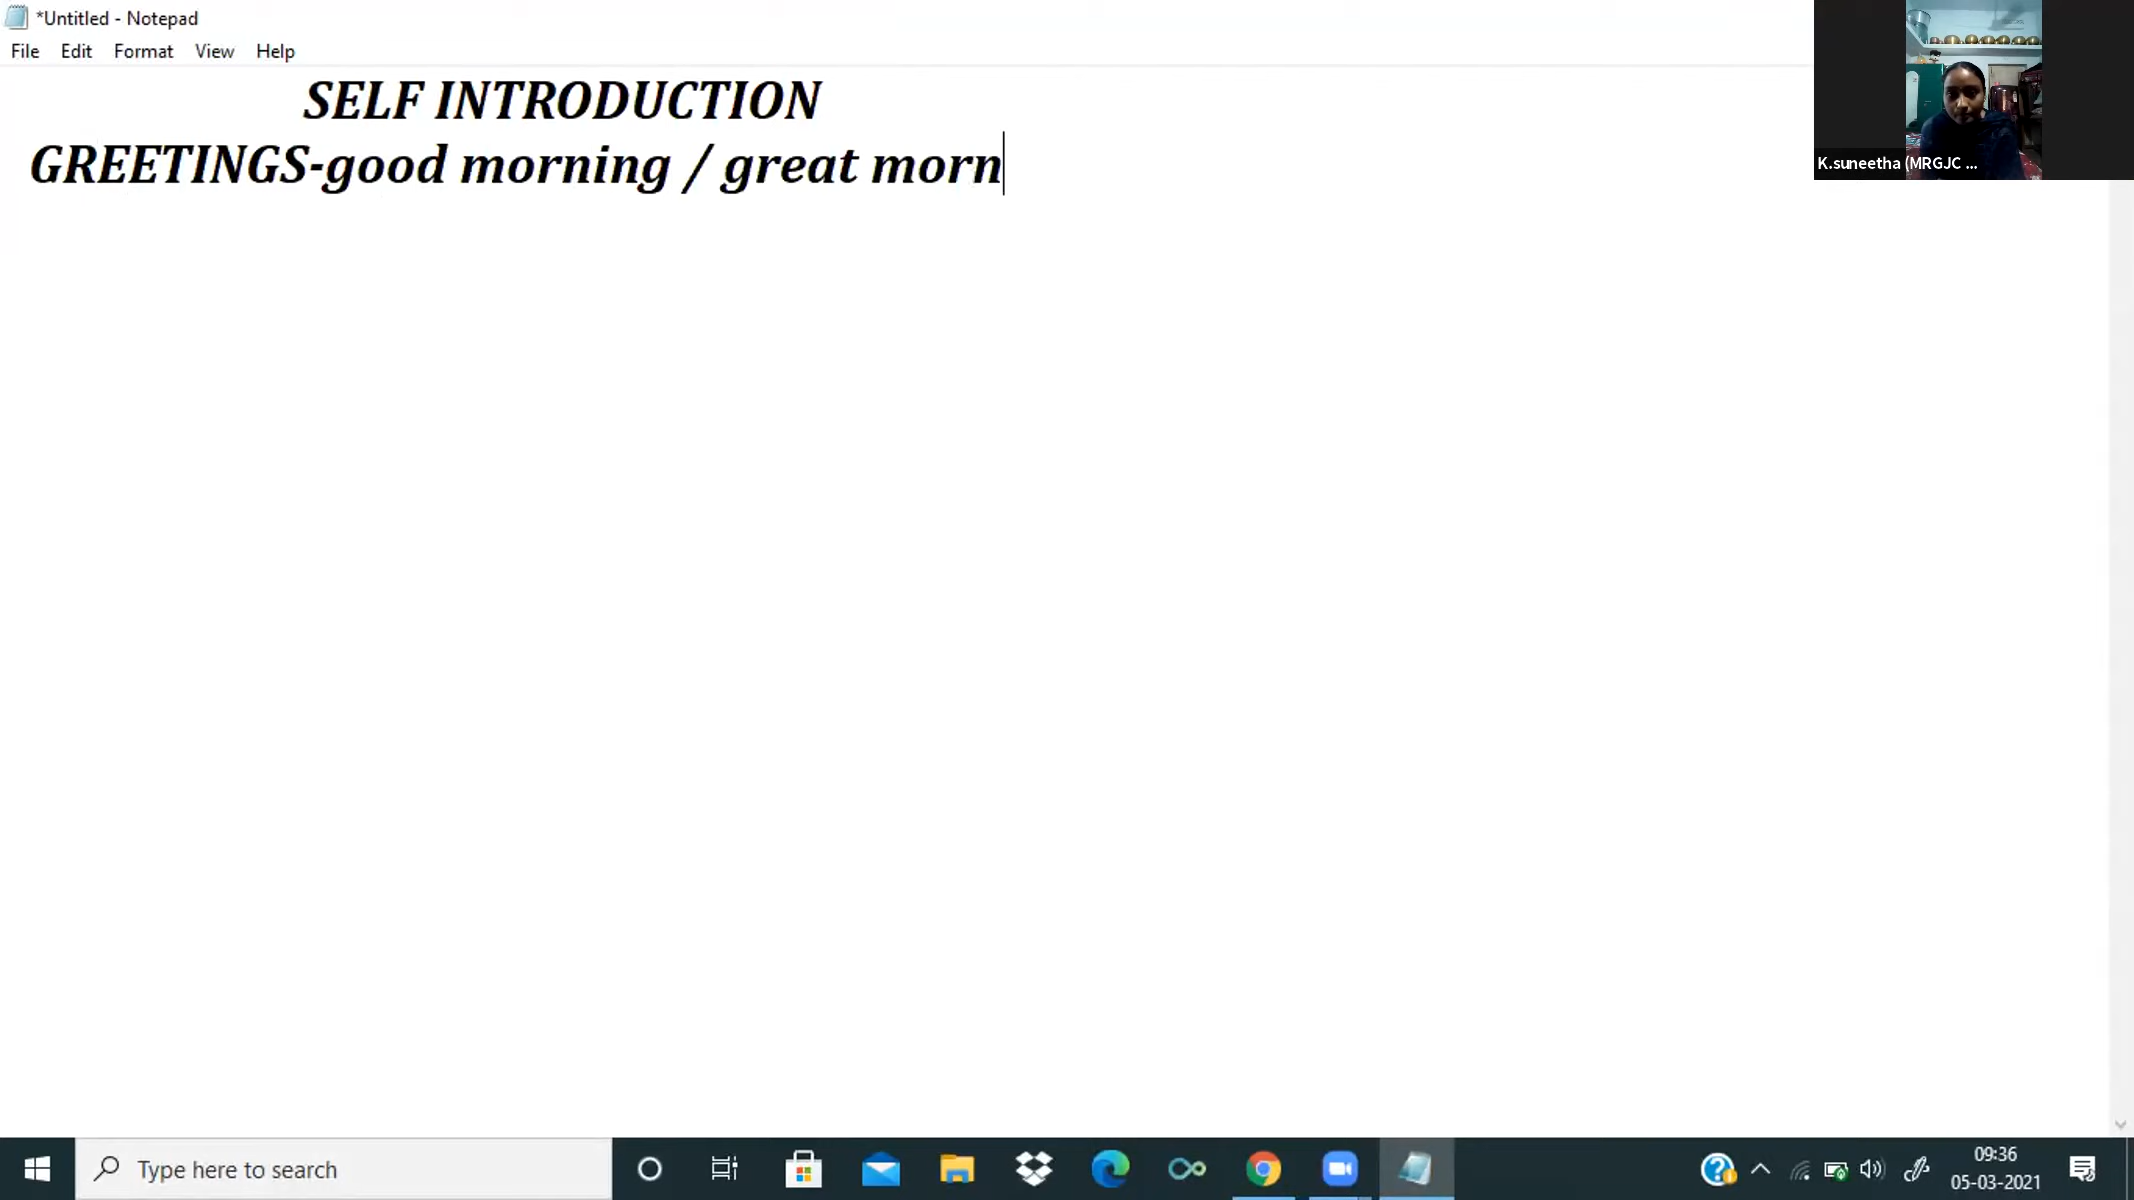 *Untitled - Notepad
File Edit Format View Help
SELF INTRODUCTION
GREETINGS-good morning / great morn
K.suneetha (MRGJC ...
Type here to search
09:36
05-03-2021